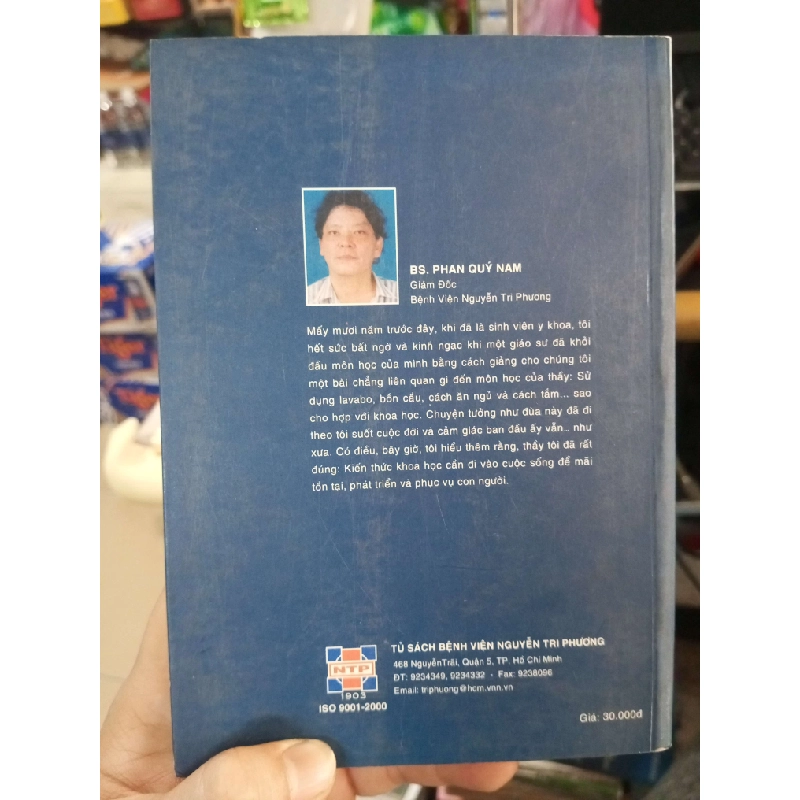 BS. PHAN QUÝ NAM
Giám Đốc
Bệnh Viện Nguyễn Tri Phương
Mấy mươi năm trước đây, khi đã là sinh viên y khoa, tôi
hết sức bất ngờ và kinh ngạc khi một giáo sư đã khởi
đầu môn học của mình bằng cách giảng cho chúng tôi
một bài chẳng liên quan gì đến môn học của thầy: Sử
dụng lavabo, bồn cầu, cách ăn ngủ và cách tắm... sao
cho hợp với khoa học. Chuyện tưởng như đùa này đã đi
theo tôi suốt cuộc đời và cảm giác ban đầu ấy vẫn... như
xưa. Có điều, bây giờ, tôi hiểu thêm rằng, thầy tôi đã rất
đúng: Kiến thức khoa học cần đi vào cuộc sống để mãi
tồn tại, phát triển và phục vụ con người.
NTP
1903
ISO 9001-2000
TỦ SÁCH BỆNH VIỆN NGUYỄN TRI PHƯƠNG
468 NguyễnTrãi, Quận 5, TP. Hồ Chí Minh
ĐT: 9234349, 9234332 - Fax: 9238096
Email: triphuong@hcm.vnn.vn
Giá: 30.000đ